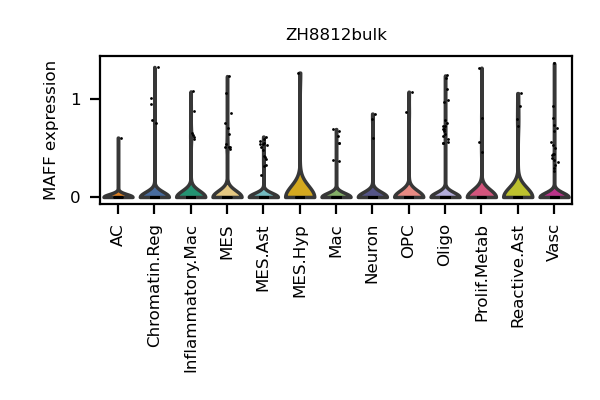 ZH8812bulk
MAFF expression
1
0
AC
Chromatin.Reg
Inflammatory.Mac
MES
MES.Ast
MES.Hyp
Mac
Neuron
OPC
Oligo
Prolif.Metab
Reactive.Ast
Vasc